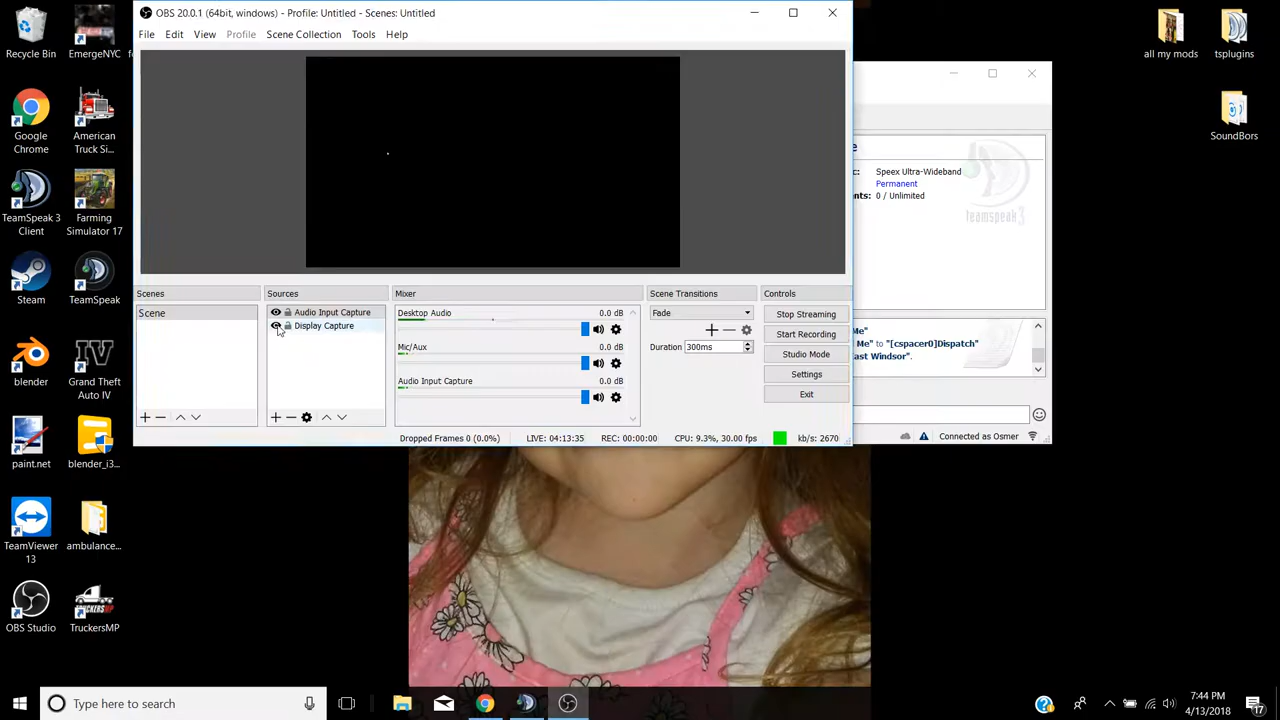 OBS 20.0.1 (64bit, windows) - Profile: Untitled - Scenes: Untitled
File Edit View Profile Scene Collection Tools Help
Scenes
Scene
Sources
Audio Input Capture
Display Capture
Mixer
Desktop Audio 0.0 dB
Mic/Aux 0.0 dB
Audio Input Capture 0.0 dB
Scene Transitions
Fade
Duration 300ms
Controls
Stop Streaming
Start Recording
Studio Mode
Settings
Exit
Dropped Frames 0 (0.0%) LIVE: 04:13:35 REC: 00:00:00 CPU: 9.3%, 30.00 fps kb/s: 2670
Speex Ultra-Wideband
Permanent
0 / Unlimited
teamspeak3
Me"
Me" to "[cspacer0]Dispatch"
ast Windsor".
Connected as Osmer
Recycle Bin
EmergeNYC
Google Chrome
American Truck Si...
TeamSpeak 3 Client
Farming Simulator 17
Steam
TeamSpeak
blender
Grand Theft Auto IV
paint.net
blender_i3...
TeamViewer 13
ambulance...
OBS Studio
TruckersMP
all my mods
tsplugins
SoundBors
Type here to search
7:44 PM
4/13/2018
17